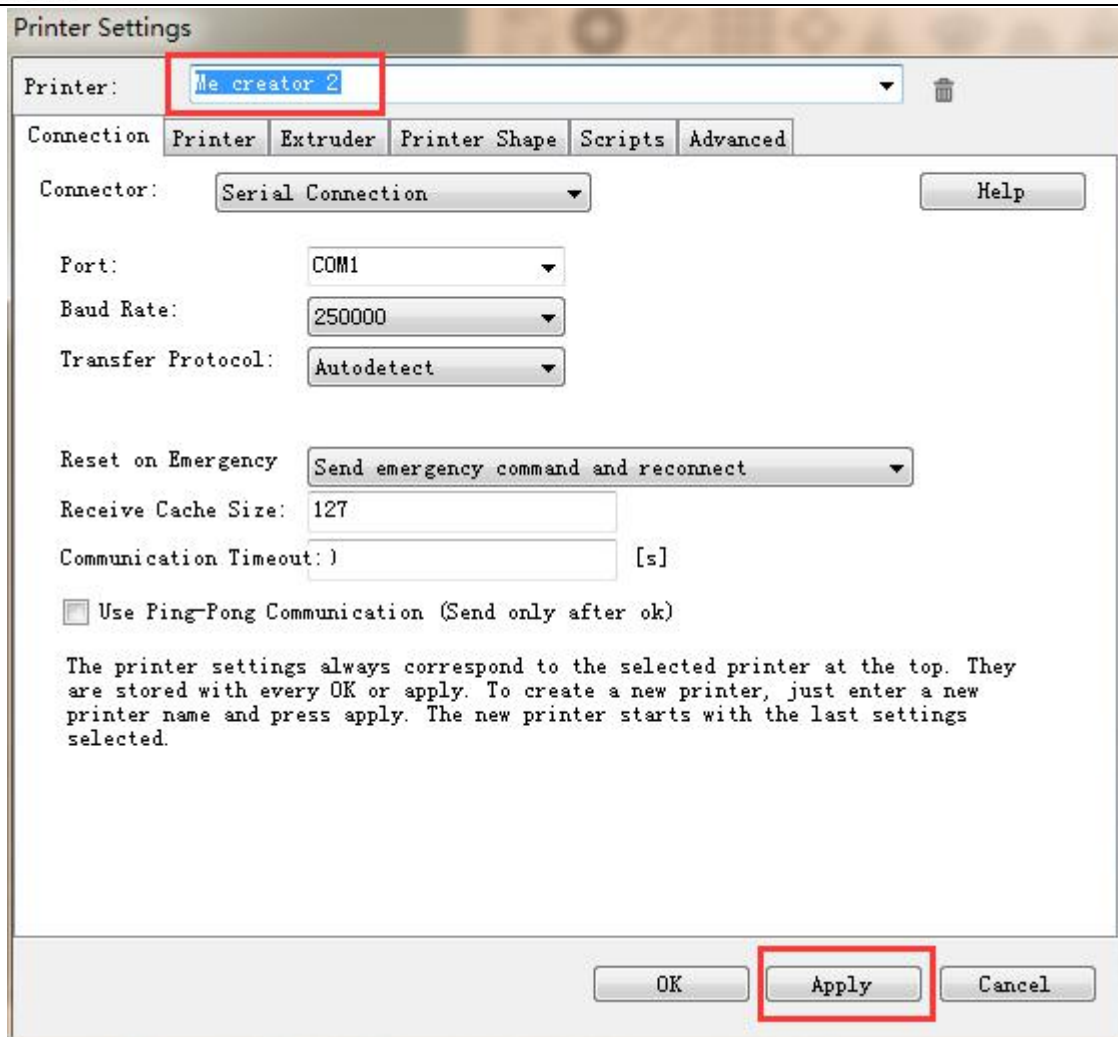 Printer Settings
Printer: Me creator 2
Connection Printer Extruder Printer Shape Scripts Advanced
Connector: Serial Connection Help
Port: COM1
Baud Rate: 250000
Transfer Protocol: Autodetect
Reset on Emergency Send emergency command and reconnect
Receive Cache Size: 127
Communication Timeout:) [s]
Use Ping-Pong Communication (Send only after ok)
The printer settings always correspond to the selected printer at the top. They
are stored with every OK or apply. To create a new printer, just enter a new
printer name and press apply. The new printer starts with the last settings
selected.
OK Apply Cancel